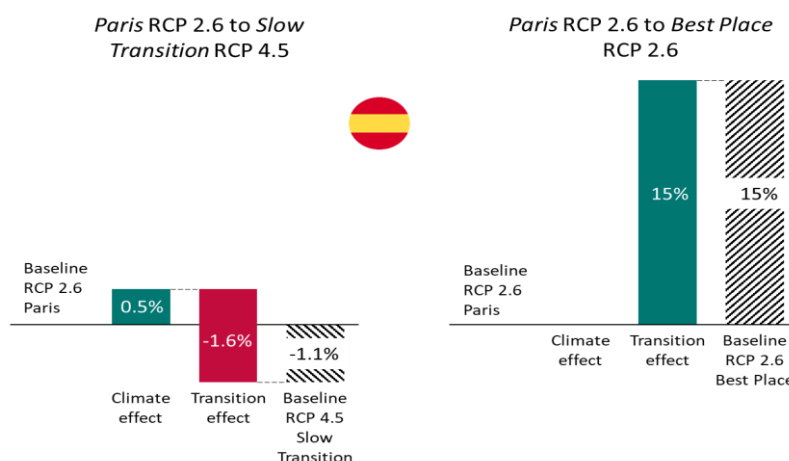 Paris RCP 2.6 to Slow
Transition RCP 4.5
Baseline
RCP 2.6
Paris
0.5%
-1.6%
-1.1%
Climate
effect
Transition
effect
Baseline
RCP 4.5
Slow
Transition
Paris RCP 2.6 to Best Place
RCP 2.6
Baseline
RCP 2.6
Paris
15%
15%
Climate
effect
Transition
effect
Baseline
RCP 2.6
Best Place